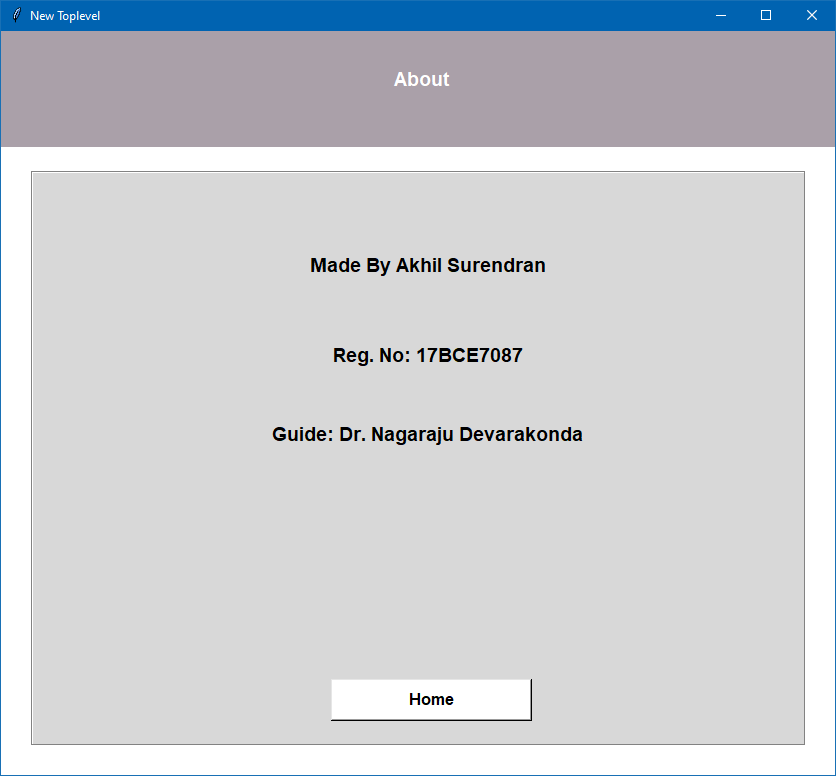 New Toplevel
About
Made By Akhil Surendran
Reg. No: 17BCE7087
Guide: Dr. Nagaraju Devarakonda
Home